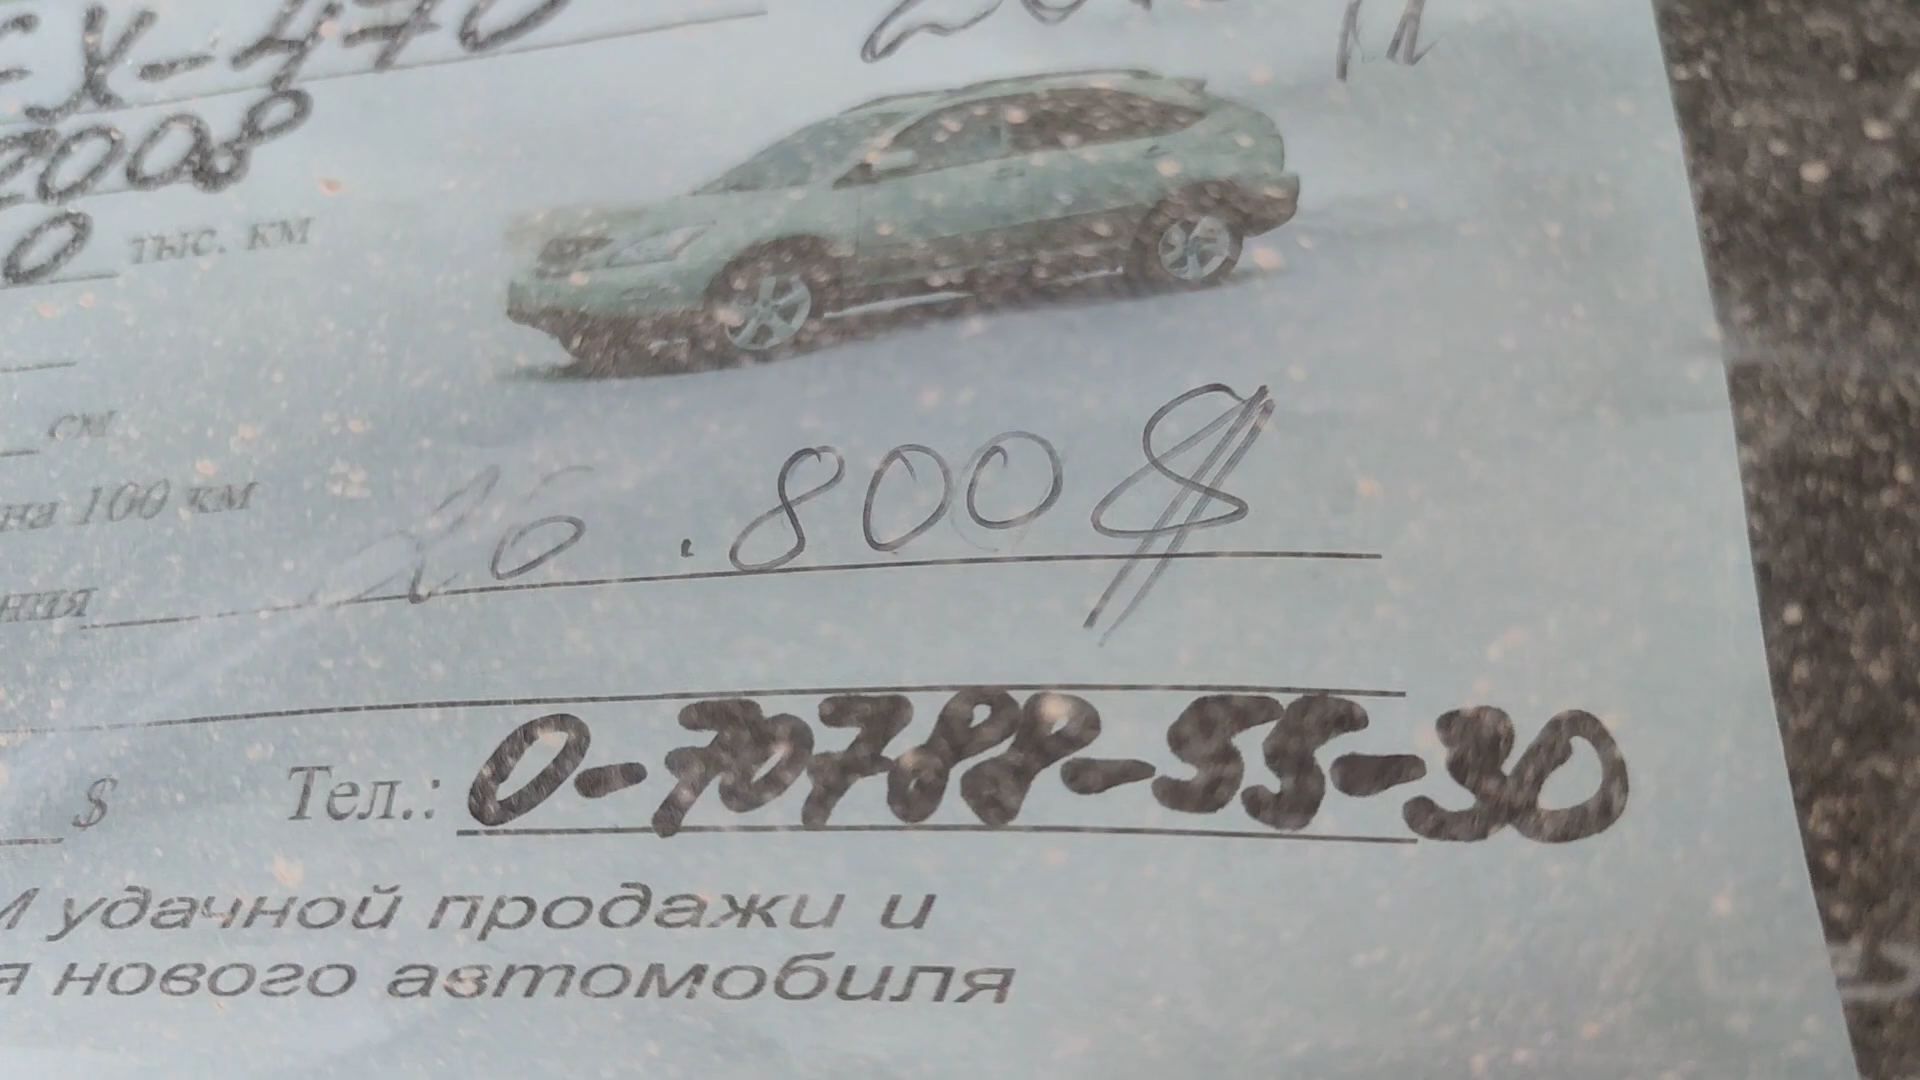 EX-470
2008
0 тыс. км
см
на 100 км
ния 26.800$
$ Тел.: 0-70788-55-30
И удачной продажи и
я нового автомобиля